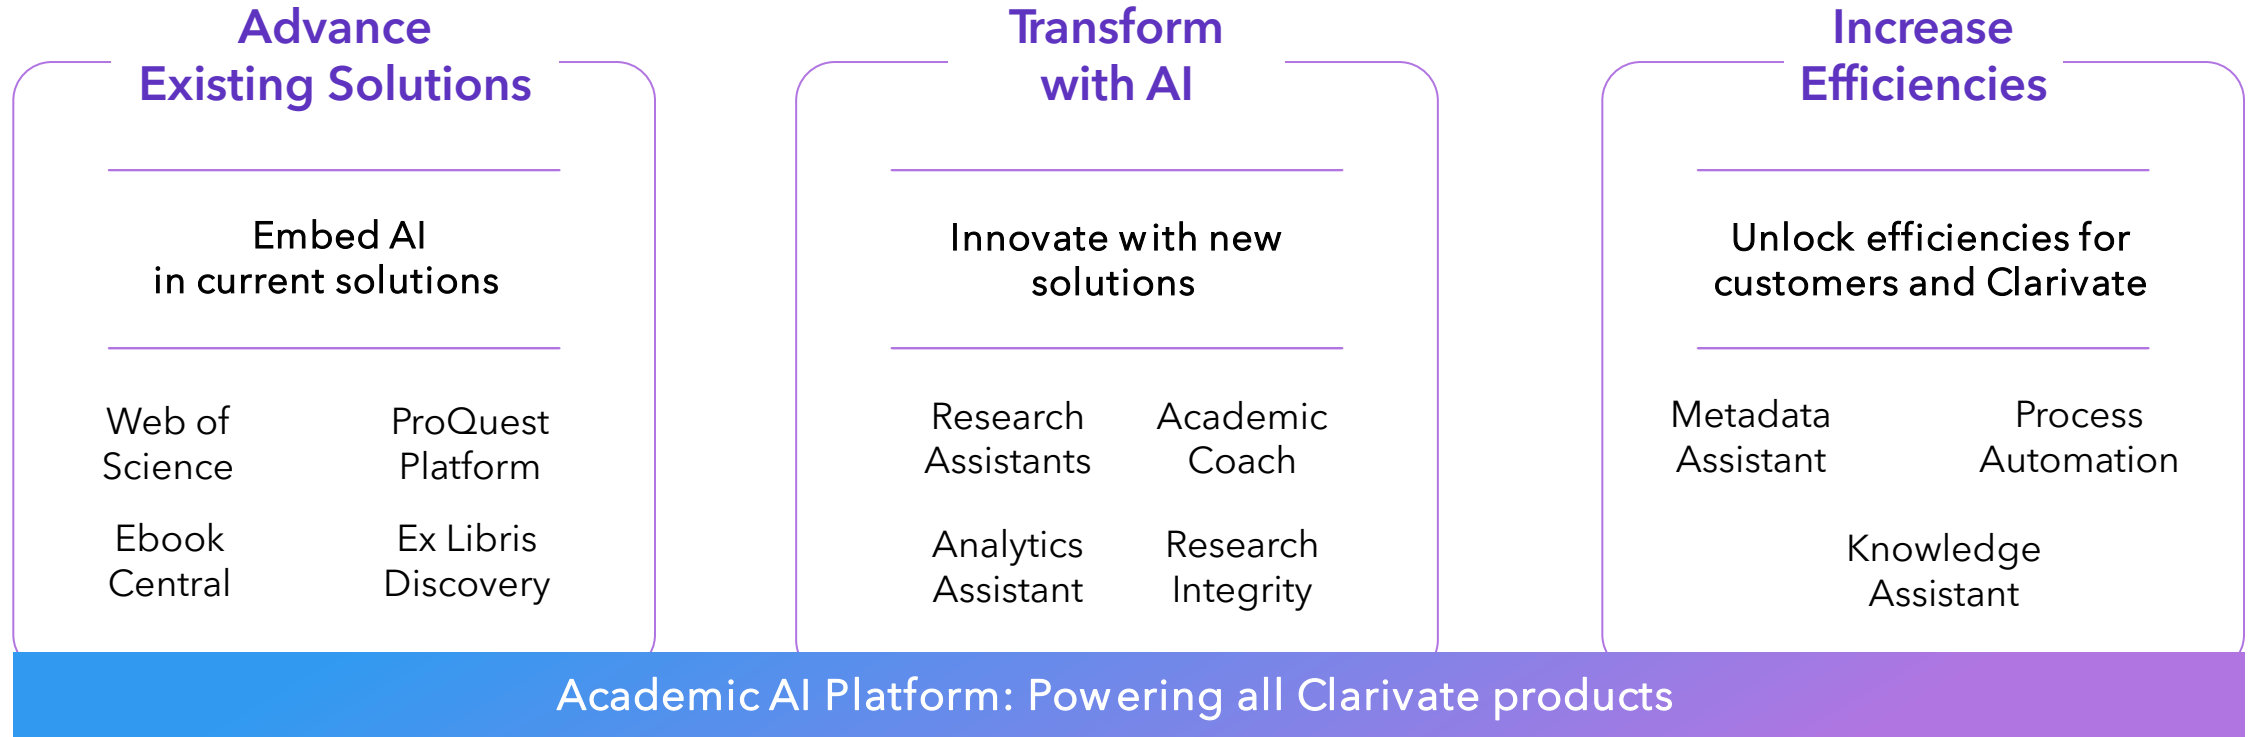 Advance
Existing Solutions
Embed AI
in current solutions
Web of
Science
ProQuest
Platform
Ebook
Central
Ex Libris
Discovery
Transform
with AI
Innovate with new
solutions
Research
Assistants
Academic
Coach
Analytics
Assistant
Research
Integrity
Increase
Efficiencies
Unlock efficiencies for
customers and Clarivate
Metadata
Assistant
Process
Automation
Knowledge
Assistant
Academic AI Platform: Powering all Clarivate products